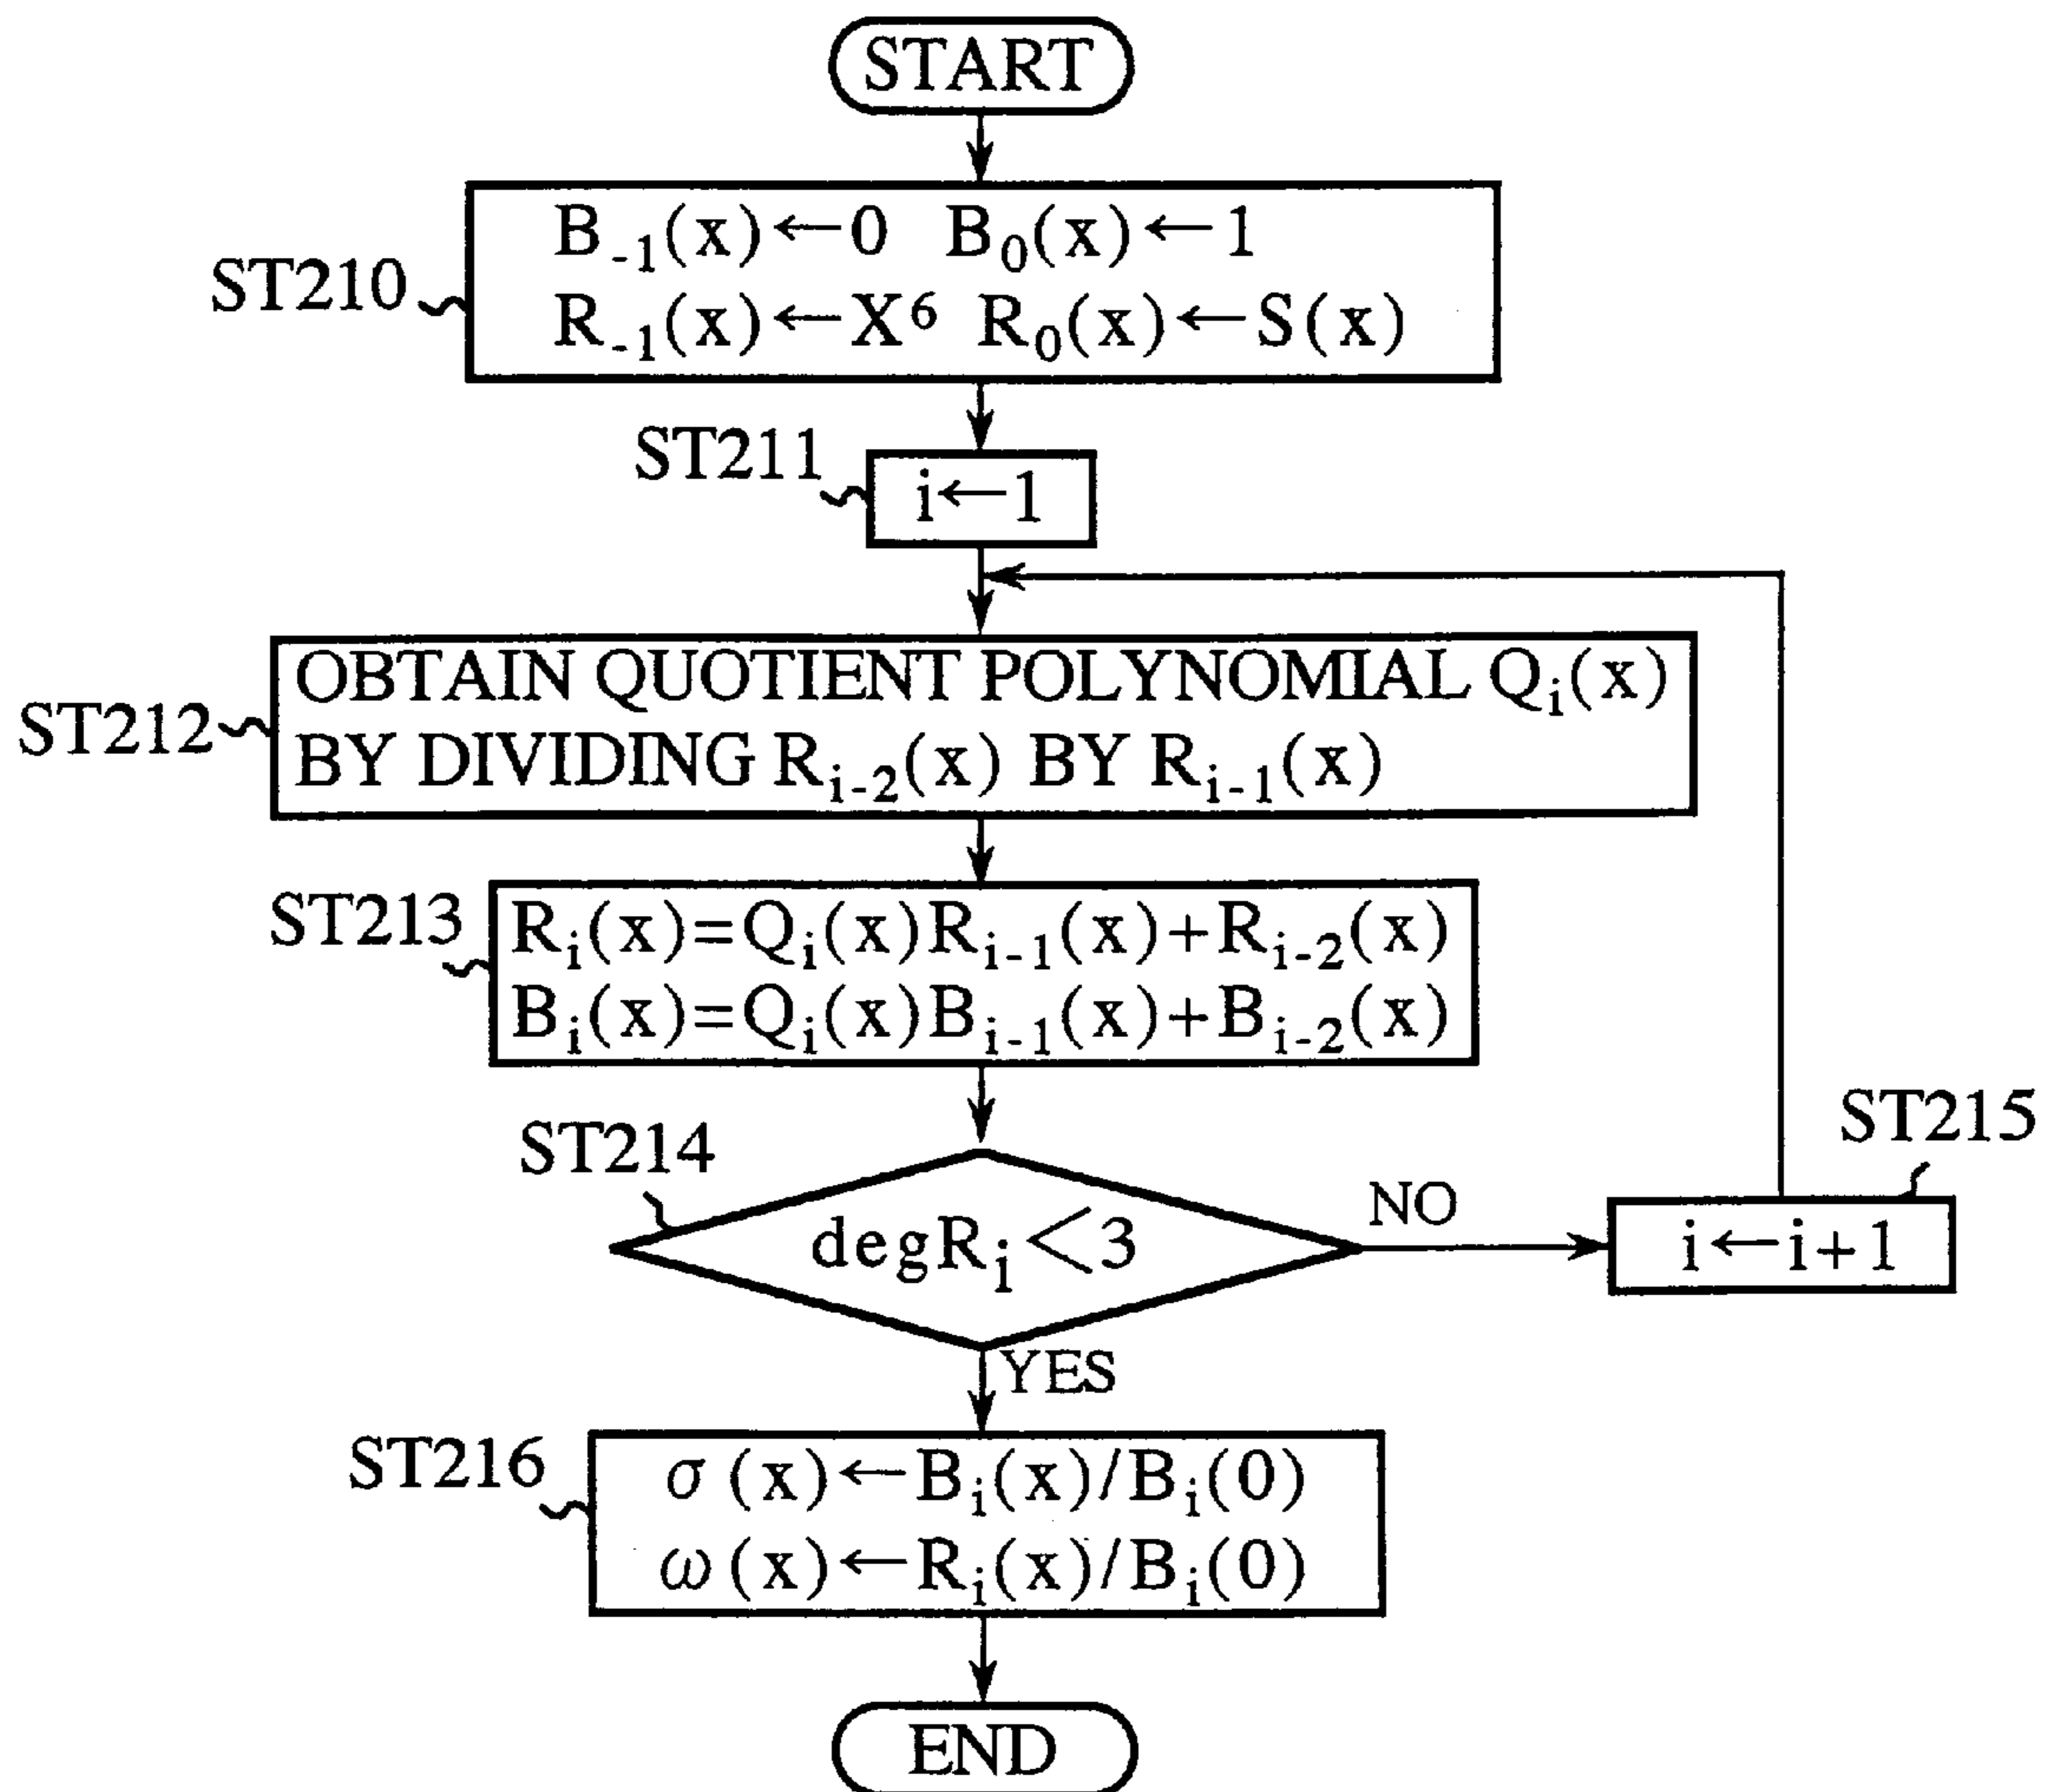 START
ST210
B₋₁(x)←0 B₀(x)←1
R₋₁(x)←X⁶ R₀(x)←S(x)
ST211
i←1
ST212
OBTAIN QUOTIENT POLYNOMIAL Qᵢ(x)
BY DIVIDING Rᵢ₋₂(x) BY Rᵢ₋₁(x)
ST213
Rᵢ(x)=Qᵢ(x)Rᵢ₋₁(x)+Rᵢ₋₂(x)
Bᵢ(x)=Qᵢ(x)Bᵢ₋₁(x)+Bᵢ₋₂(x)
ST214
degRᵢ<3
NO
ST215
i←i+1
YES
ST216
σ(x)←Bᵢ(x)/Bᵢ(0)
ω(x)←Rᵢ(x)/Bᵢ(0)
END